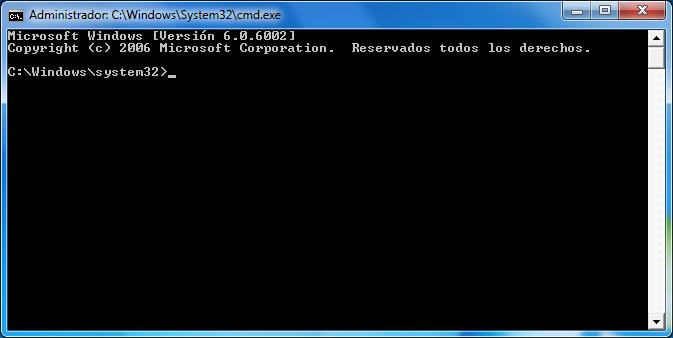 Administrador: C:\Windows\System32\cmd.exe
Microsoft Windows [Versión 6.0.6002]
Copyright (c) 2006 Microsoft Corporation.  Reservados todos los derechos.
C:\Windows\system32>_